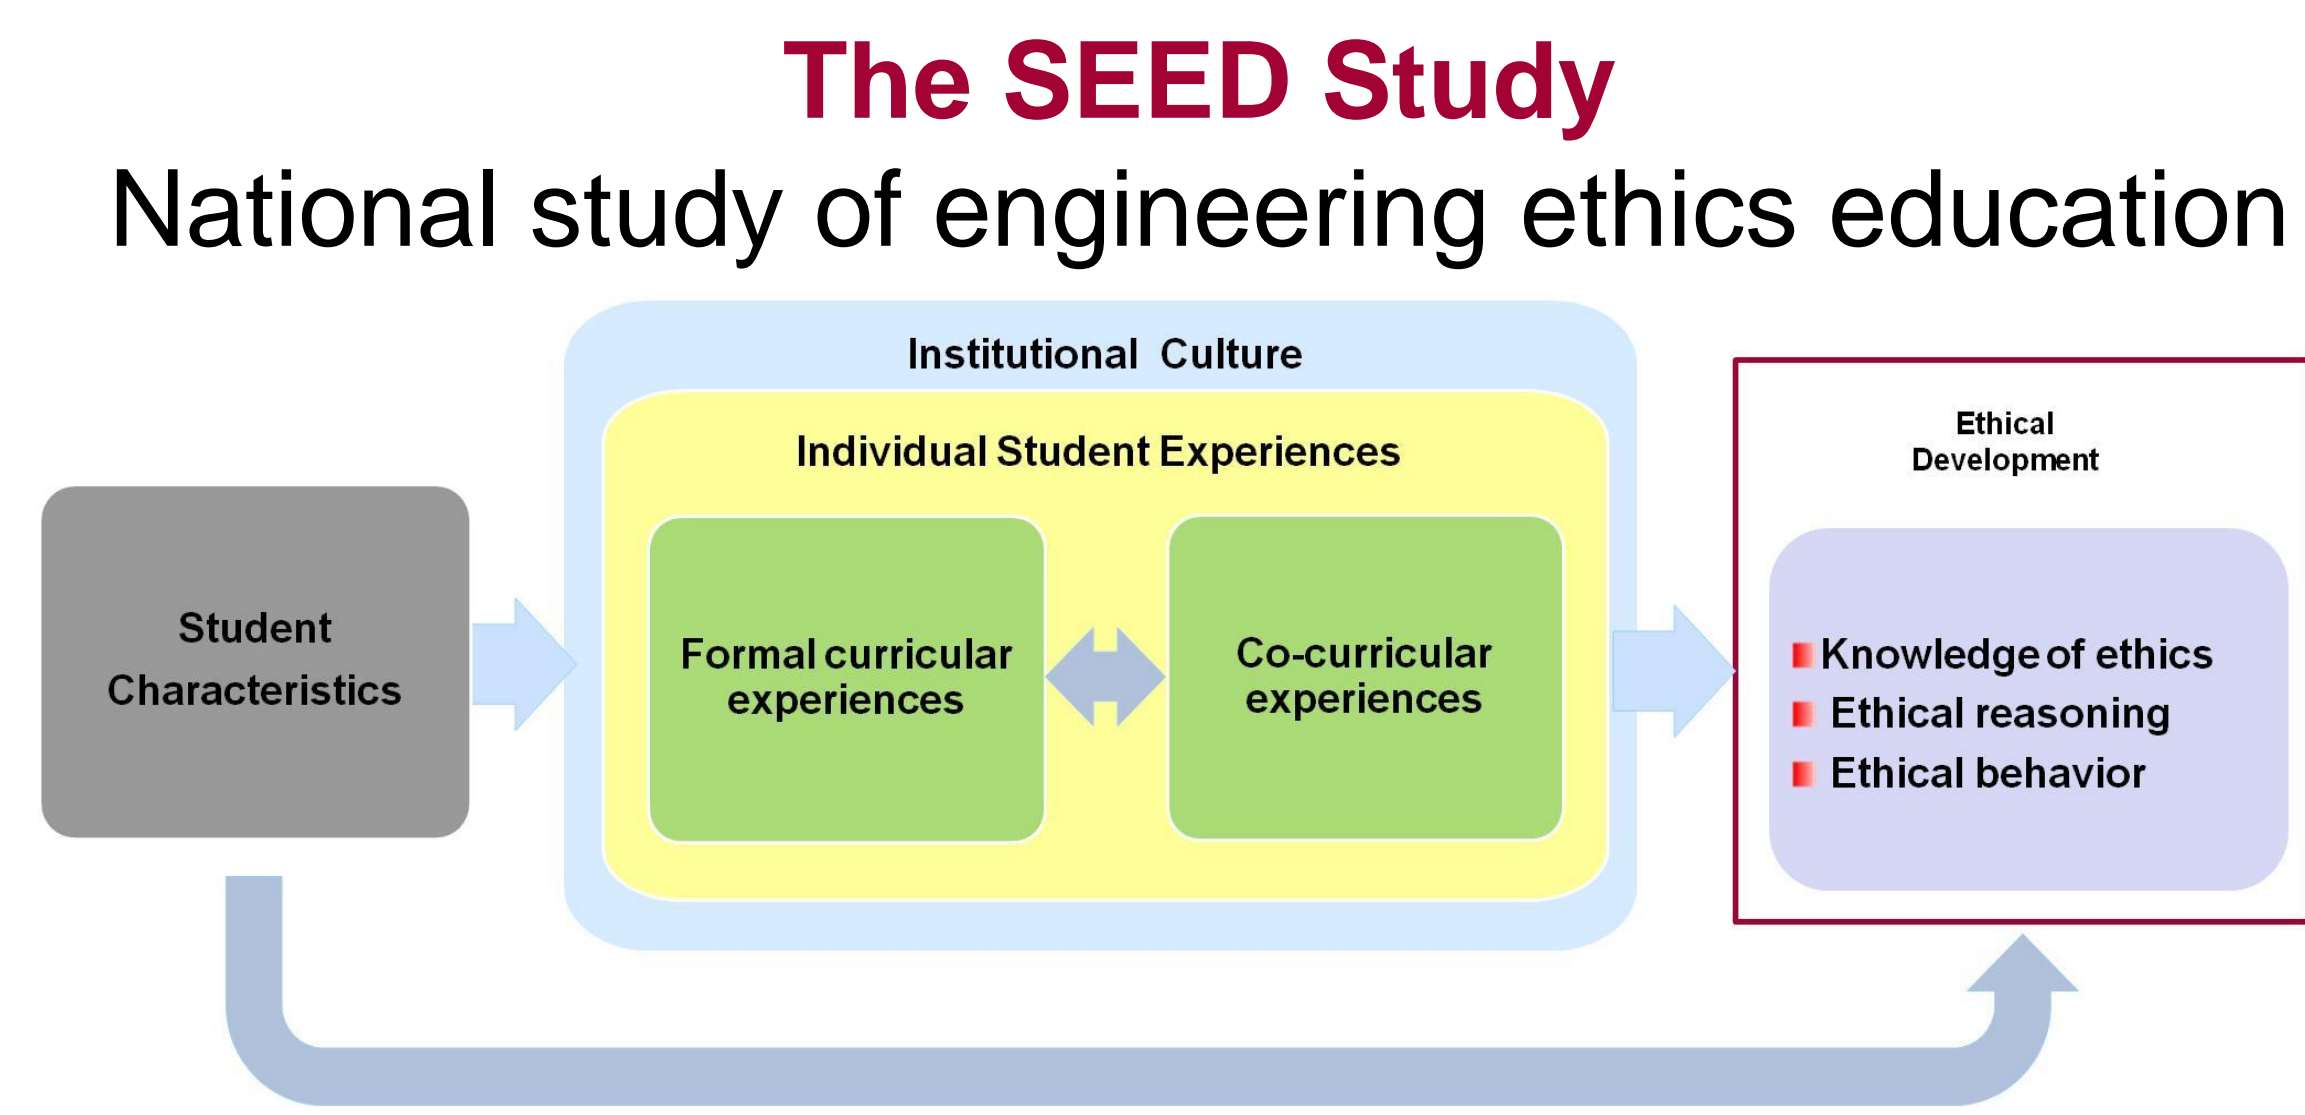 The SEED Study
National study of engineering ethics education
Institutional Culture
Individual Student Experiences
Student
Characteristics
Formal curricular
experiences
Co-curricular
experiences
Ethical
Development
Knowledge of ethics
Ethical reasoning
Ethical behavior